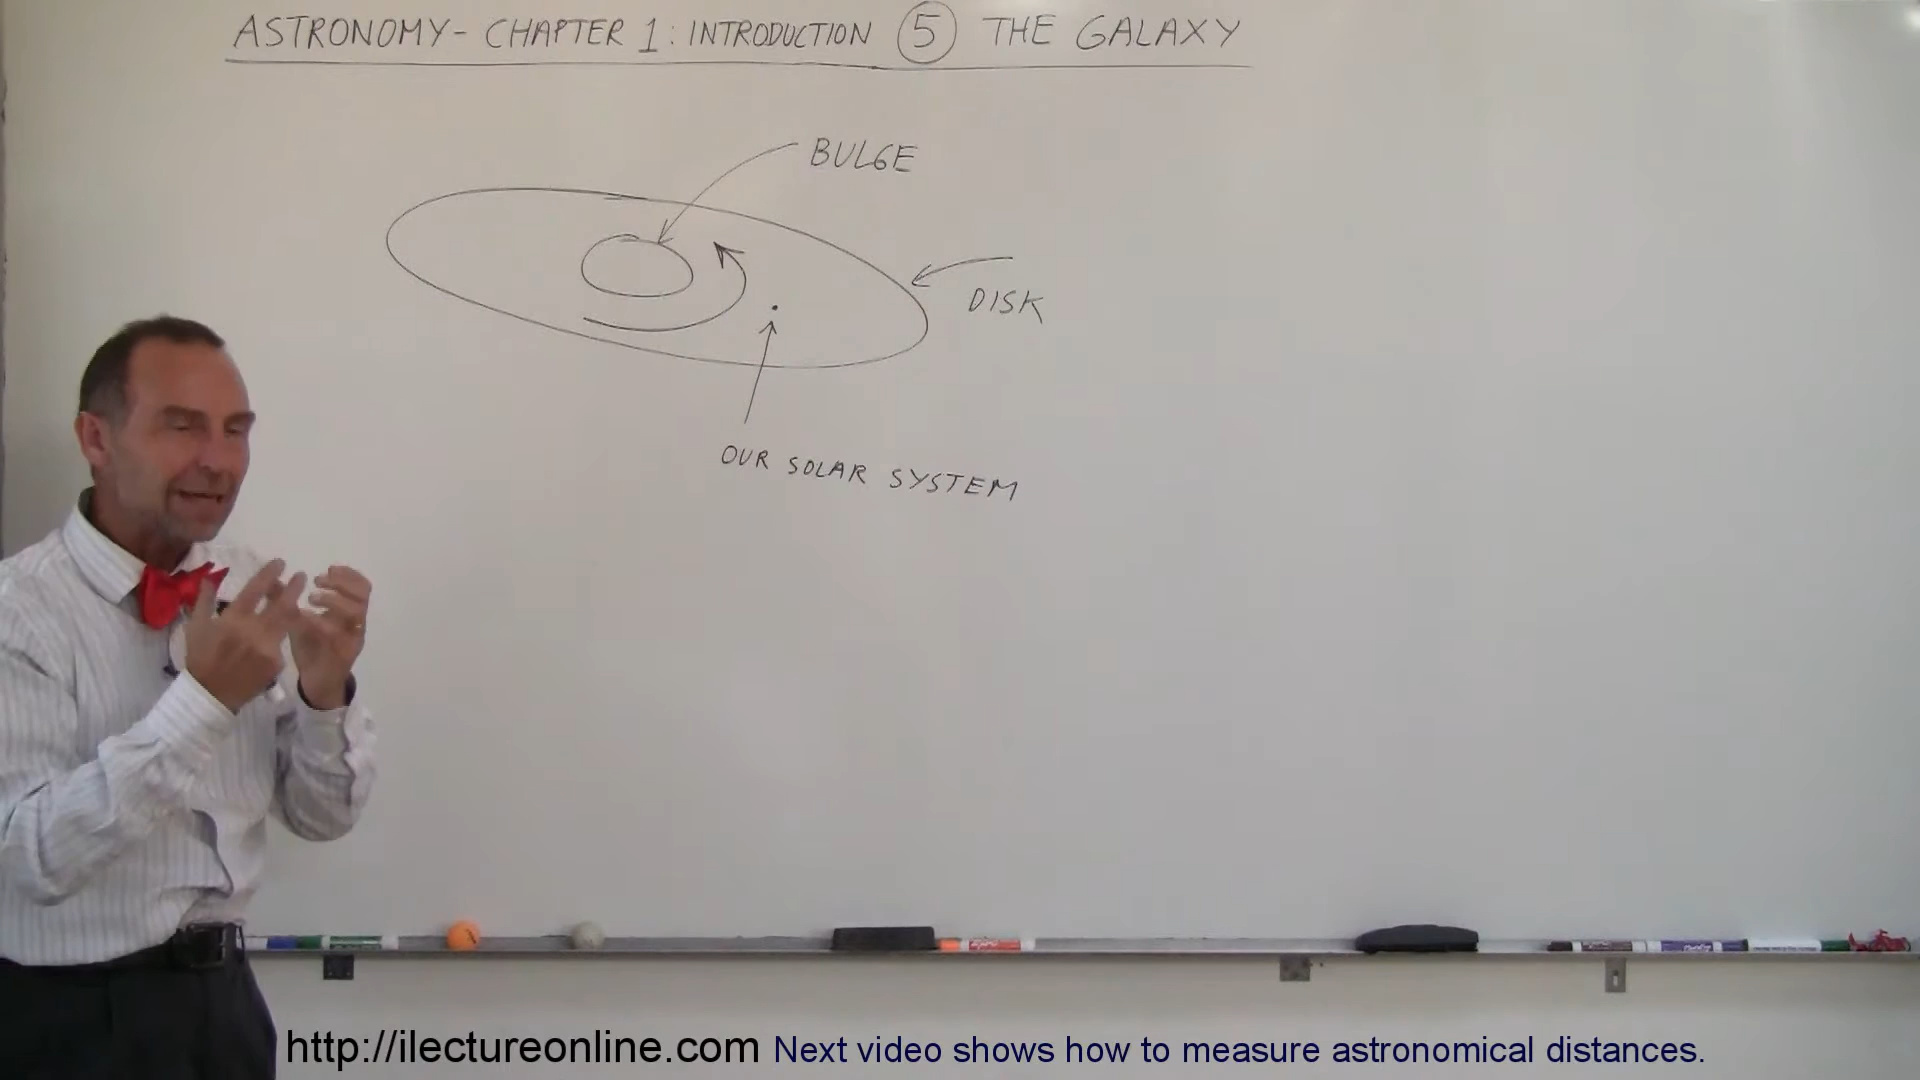 ASTRONOMY- CHAPTER 1: INTRODUCTION 5 THE GALAXY
BULGE
DISK
OUR SOLAR SYSTEM
http://ilectureonline.com Next video shows how to measure astronomical distances.